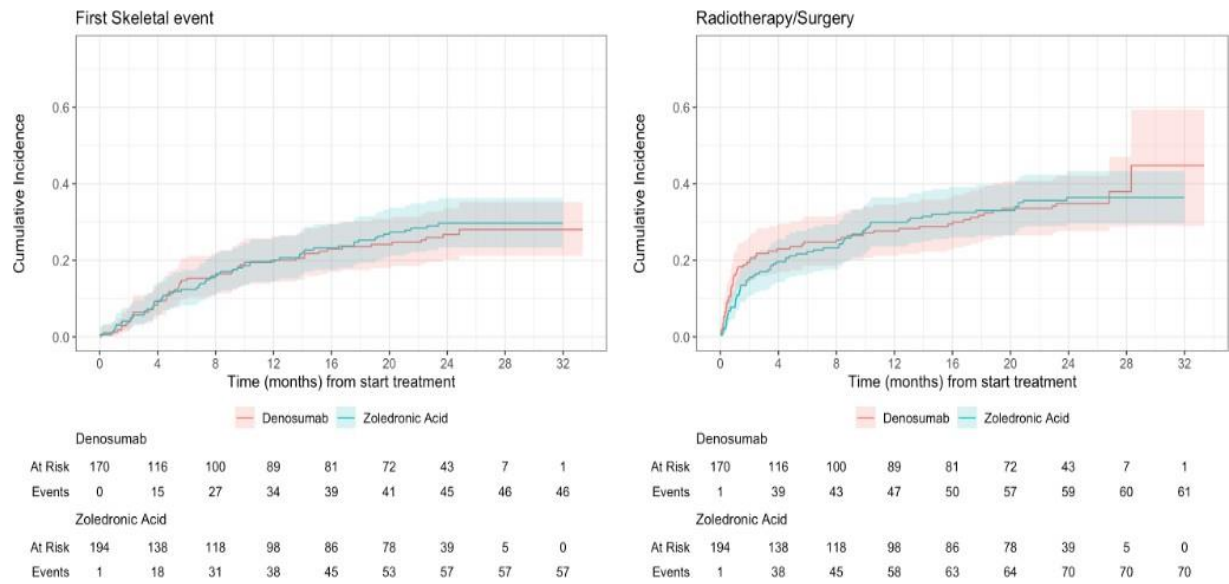 First Skeletal event
Cumulative Incidence
0.6
0.4
0.2
0.0
0 4 8 12 16 20 24 28 32
Time (months) from start treatment
Denosumab Zoledronic Acid
Denosumab
At Risk 170 116 100 89 81 72 43 7 1
Events 0 15 27 34 39 41 45 46 46
Zoledronic Acid
At Risk 194 138 118 98 86 78 39 5 0
Events 1 18 31 38 45 53 57 57 57
Radiotherapy/Surgery
Cumulative Incidence
0.6
0.4
0.2
0.0
0 4 8 12 16 20 24 28 32
Time (months) from start treatment
Denosumab Zoledronic Acid
Denosumab
At Risk 170 116 100 89 81 72 43 7 1
Events 1 39 43 47 50 57 59 60 61
Zoledronic Acid
At Risk 194 138 118 98 86 78 39 5 0
Events 1 38 45 58 63 64 70 70 70